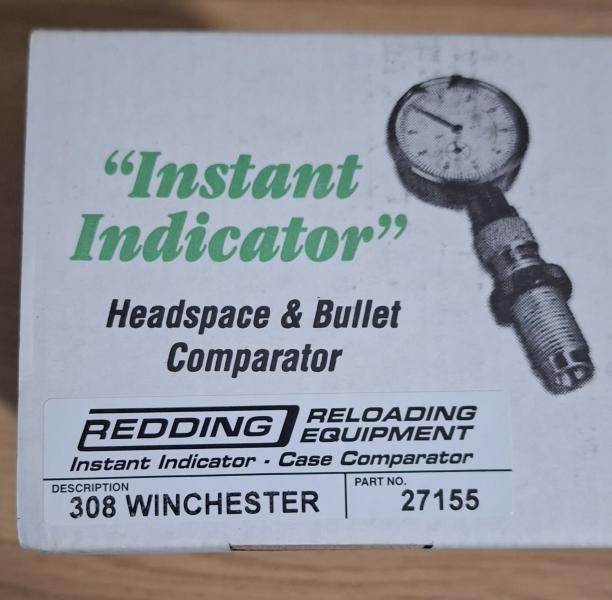 “Instant
Indicator”
Headspace & Bullet
Comparator
REDDING
RELOADING
EQUIPMENT
Instant Indicator · Case Comparator
DESCRIPTION
308 WINCHESTER
PART NO.
27155